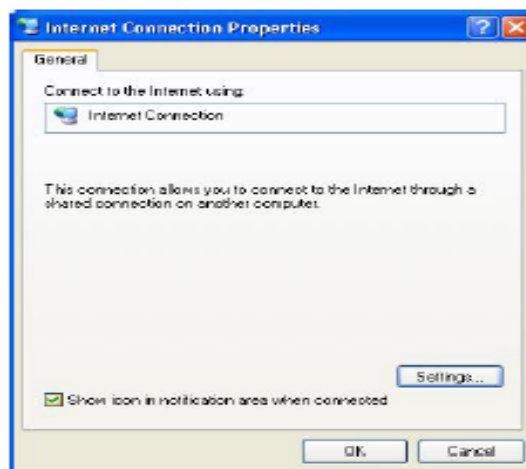 Internet Connection Properties
General
Connect to the Internet using:
Internet Connection
This connection allows you to connect to the Internet through a
shared connection on another computer.
Settings...
Show icon in notification area when connected
OK
Cancel